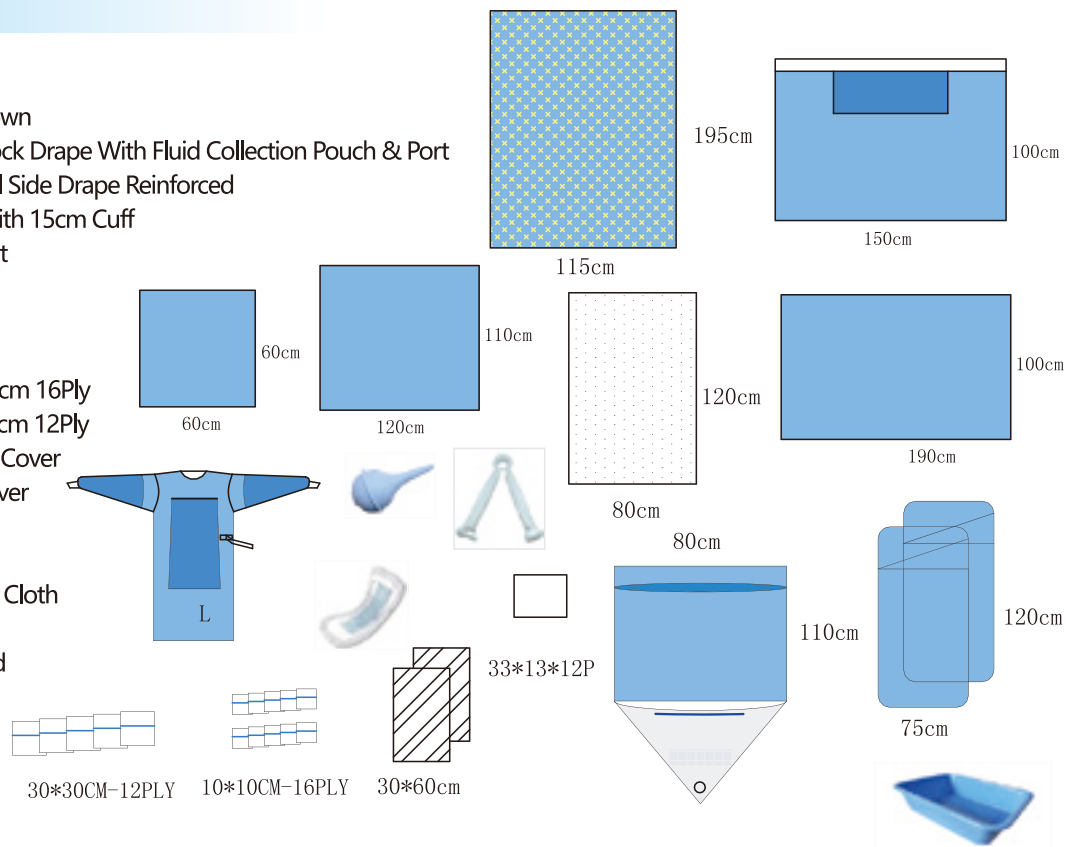 wn
ck Drape With Fluid Collection Pouch & Port
Side Drape Reinforced
ith 15cm Cuff
t
cm 16Ply
cm 12Ply
Cover
ver
Cloth
d
195cm
115cm
100cm
150cm
60cm
60cm
110cm
120cm
120cm
80cm
100cm
190cm
L
80cm
110cm
120cm
75cm
33*13*12P
30*30CM-12PLY
10*10CM-16PLY
30*60cm